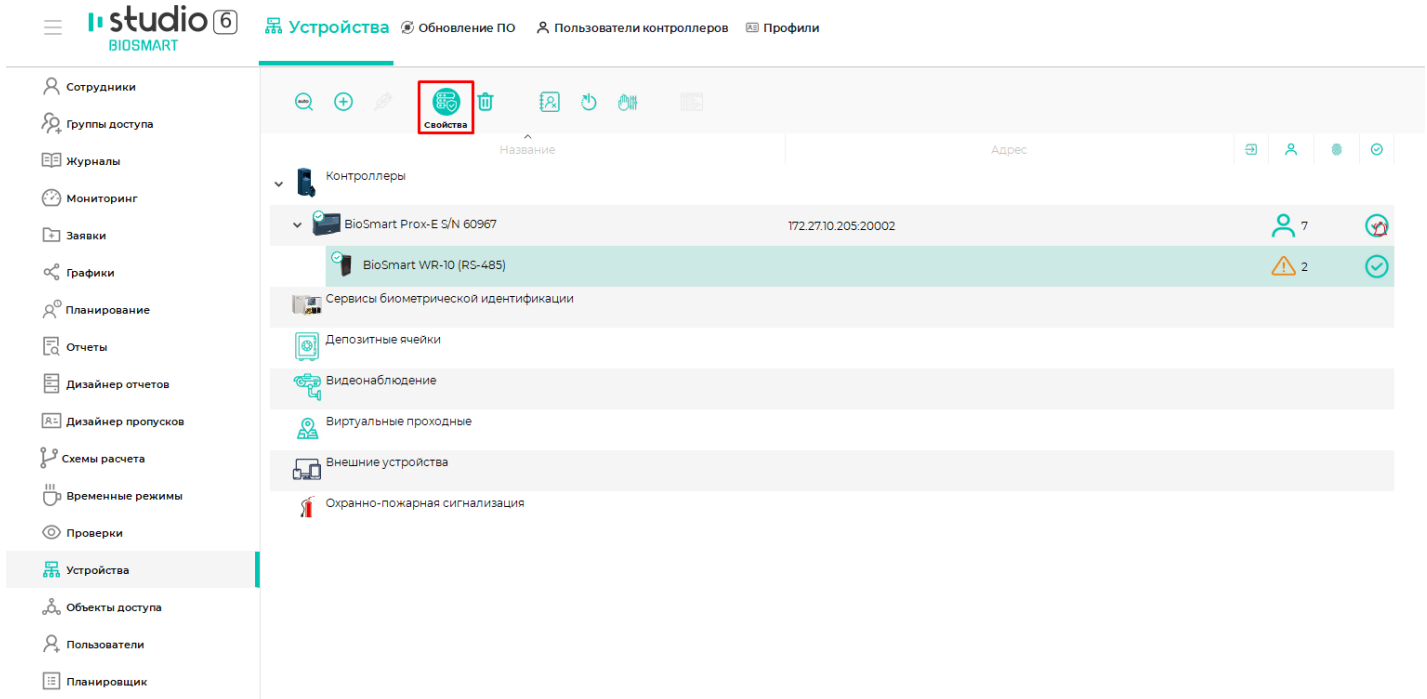 studio 6
BIOSMART
Устройства
Обновление ПО
Пользователи контроллеров
Профили
Сотрудники
Группы доступа
Журналы
Мониторинг
Заявки
Графики
Планирование
Отчеты
Дизайнер отчетов
Дизайнер пропусков
Схемы расчета
Временные режимы
Проверки
Устройства
Объекты доступа
Пользователи
Планировщик
auto
Свойства
Название
Адрес
Контроллеры
BioSmart Prox-E S/N 60967
172.27.10.205:20002
7
BioSmart WR-10 (RS-485)
2
Сервисы биометрической идентификации
Депозитные ячейки
Видеонаблюдение
Виртуальные проходные
Внешние устройства
Охранно-пожарная сигнализация